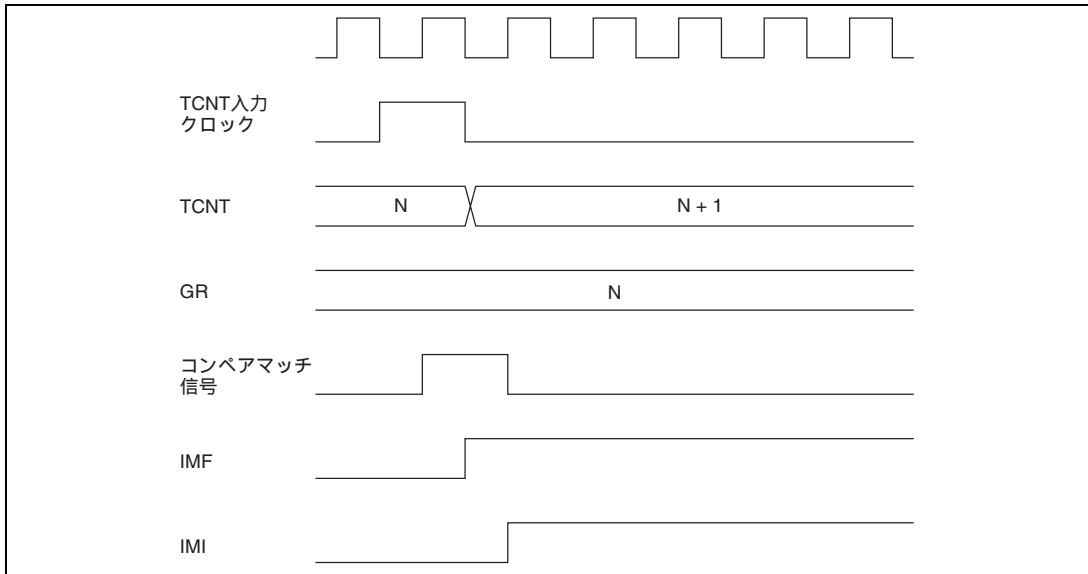 TCNT入力
クロック
TCNT
N
N + 1
GR
N
コンペアマッチ
信号
IMF
IMI